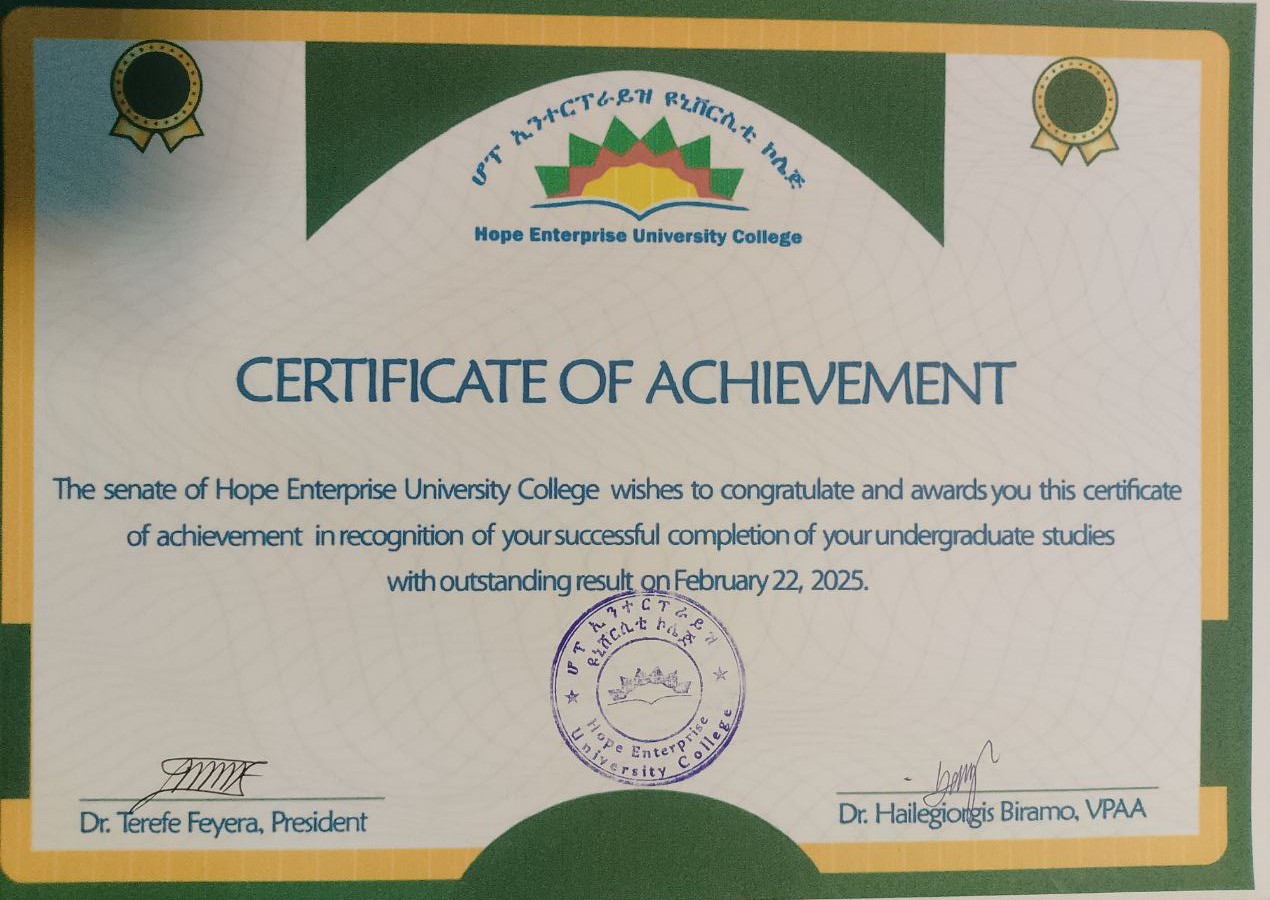 ሆፕ ኢንተርፕራይዝ ዩኒቨርሲቲ ኮሌጅ
Hope Enterprise University College
CERTIFICATE OF ACHIEVEMENT
The senate of Hope Enterprise University College wishes to congratulate and awards you this certificate
of achievement in recognition of your successful completion of your undergraduate studies
with outstanding result on February 22, 2025.
ሆፕ ኢንተርፕራይዝ
ዩኒቨርሲቲ ኮሌጅ
Hope Enterprise
University College
Dr. Terefe Feyera, President
Dr. Hailegiorgis Biramo, VPAA